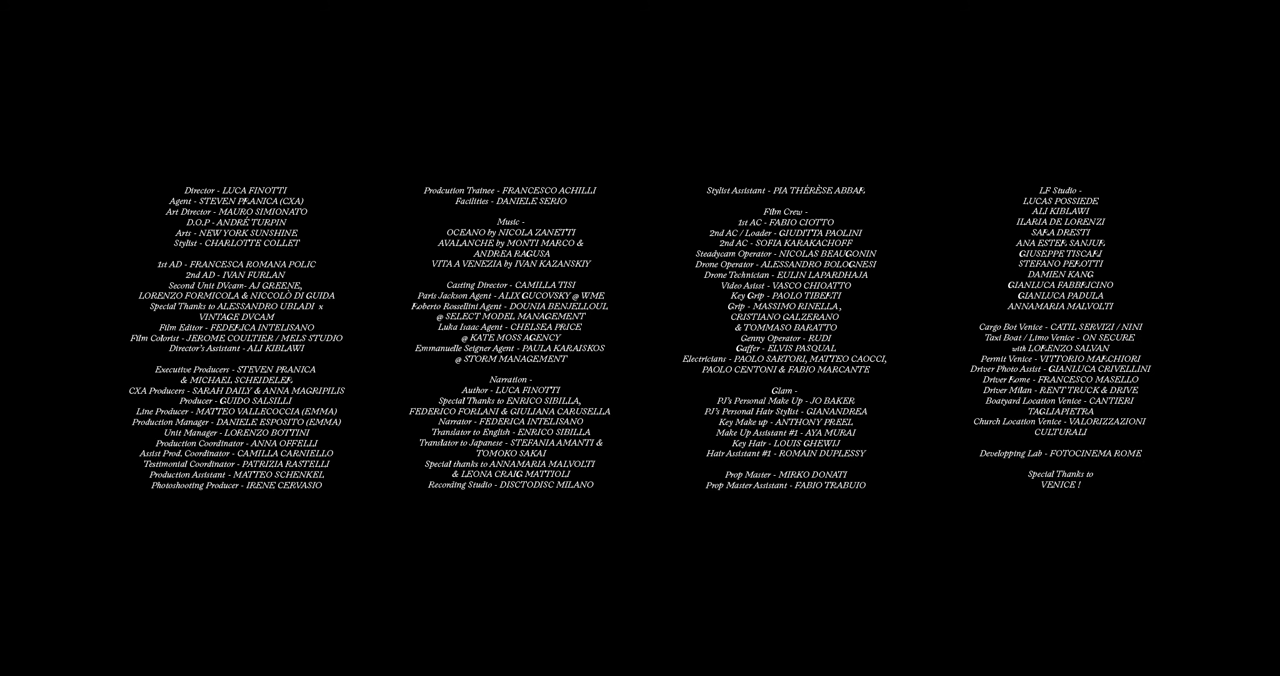 Director - LUCA FINOTTI
Agent - STEVEN PRANICA (CXA)
Art Director - MAURO SIMIONATO
D.O.P - ANDRÉ TURPIN
Arts - NEW YORK SUNSHINE
Stylist - CHARLOTTE COLLET
1st AD - FRANCESCA ROMANA POLIC
2nd AD - IVAN FURLAN
Second Unit DVcam- AJ GREENE,
LORENZO FORMICOLA & NICCOLÒ DI GUIDA
Special Thanks to ALESSANDRO UBLADI x
VINTAGE DVCAM
Film Editor - FEDERICA INTELISANO
Film Colorist - JEROME COULTIER / MELS STUDIO
Director's Assistant - ALI KIBLAWI
Executive Producers - STEVEN PRANICA
& MICHAEL SCHEIDELER
CXA Producers - SARAH DAILY & ANNA MAGRIPILIS
Producer - GUIDO SALSILLI
Line Producer - MATTEO VALLECOCCIA (EMMA)
Production Manager - DANIELE ESPOSITO (EMMA)
Unit Manager - LORENZO BOTTINI
Production Coordinator - ANNA OFFELLI
Assist Prod. Coordinator - CAMILLA CARNIELLO
Testimonial Coordinator - PATRIZIA RASTELLI
Production Assistant - MATTEO SCHENKEL
Photoshooting Producer - IRENE CERVASIO
Prodcution Trainee - FRANCESCO ACHILLI
Facilities - DANIELE SERIO
Music -
OCEANO by NICOLA ZANETTI
AVALANCHE by MONTI MARCO &
ANDREA RAGUSA
VITA A VENEZIA by IVAN KAZANSKIY
Casting Director - CAMILLA TISI
Paris Jackson Agent - ALIX GUCOVSKY @ WME
Roberto Rossellini Agent - DOUNIA BENJELLOUL
@ SELECT MODEL MANAGEMENT
Luka Isaac Agent - CHELSEA PRICE
@ KATE MOSS AGENCY
Emmanuelle Seigner Agent - PAULA KARAISKOS
@ STORM MANAGEMENT
Narration -
Author - LUCA FINOTTI
Special Thanks to ENRICO SIBILLA,
FEDERICO FORLANI & GIULIANA CARUSELLA
Narrator - FEDERICA INTELISANO
Translator to English - ENRICO SIBILLA
Translator to Japanese - STEFANIA AMANTI &
TOMOKO SAKAI
Special thanks to ANNAMARIA MALVOLTI
& LEONA CRAIG MATTIOLI
Recording Studio - DISCTODISC MILANO
Stylist Assistant - PIA THÉRÈSE ABBAR
Film Crew -
1st AC - FABIO CIOTTO
2nd AC / Loader - GIUDITTA PAOLINI
2nd AC - SOFIA KARAKACHOFF
Steadycam Operator - NICOLAS BEAUGONIN
Drone Operator - ALESSANDRO BOLOGNESI
Drone Technician - EULIN LAPARDHAJA
Video Asisst - VASCO CHIOATTO
Key Grip - PAOLO TIBERTI
Grip - MASSIMO RINELLA,
CRISTIANO GALZERANO
& TOMMASO BARATTO
Genny Operator - RUDI
Gaffer - ELVIS PASQUAL
Electricians - PAOLO SARTORI, MATTEO CAOCCI,
PAOLO CENTONI & FABIO MARCANTE
Glam -
PJ's Personal Make Up - JO BAKER
PJ's Personal Hair Stylist - GIANANDREA
Key Make up - ANTHONY PREEL
Make Up Assistant #1 - AYA MURAI
Key Hair - LOUIS GHEWIJ
Hair Assistant #1 - ROMAIN DUPLESSY
Prop Master - MIRKO DONATI
Prop Master Assistant - FABIO TRABUIO
LF Studio -
LUCAS POSSIEDE
ALI KIBLAWI
ILARIA DE LORENZI
SARA DRESTI
ANA ESTER SANJUR
GIUSEPPE TISCARI
STEFANO PEROTTI
DAMIEN KANG
GIANLUCA FABBRICINO
GIANLUCA PADULA
ANNAMARIA MALVOLTI
Cargo Bot Venice - CATIL SERVIZI / NINI
Taxi Boat / Limo Venice - ON SECURE
with LORENZO SALVAN
Permit Venice - VITTORIO MARCHIORI
Driver Photo Assist - GIANLUCA CRIVELLINI
Driver Rome - FRANCESCO MASELLO
Driver Milan - RENT TRUCK & DRIVE
Boatyard Location Venice - CANTIERI
TAGLIAPIETRA
Church Location Venice - VALORIZZAZIONI
CULTURALI
Developping Lab - FOTOCINEMA ROME
Special Thanks to
VENICE !